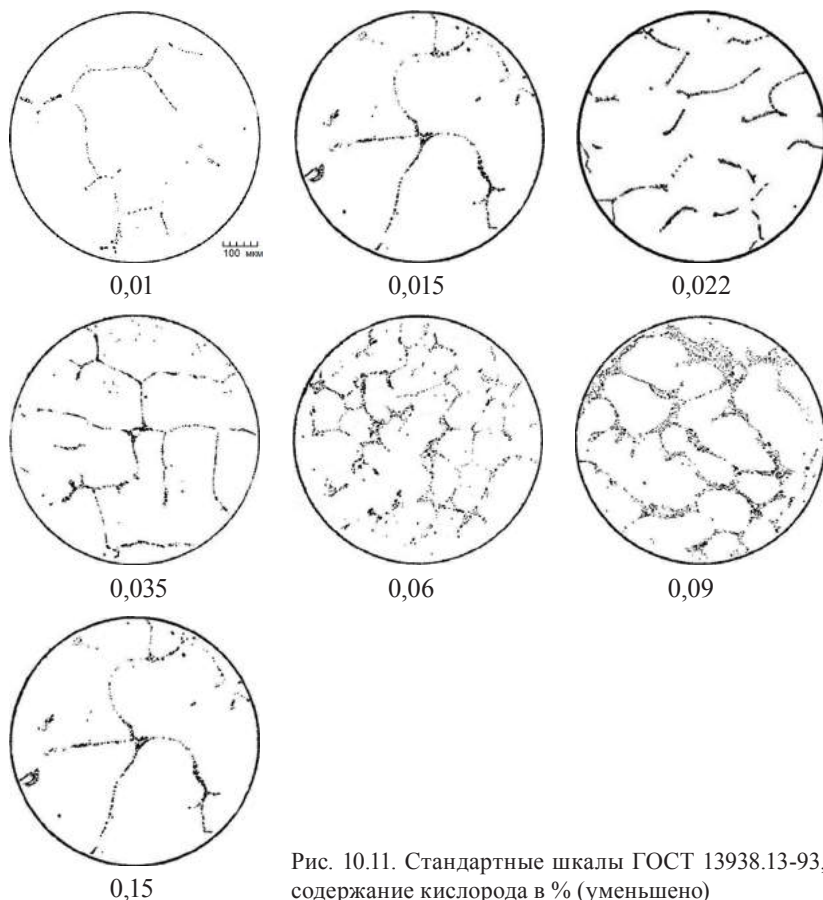 100 мкм
0,01
0,015
0,022
0,035
0,06
0,09
0,15
Рис. 10.11. Стандартные шкалы ГОСТ 13938.13-93,
содержание кислорода в % (уменьшено)